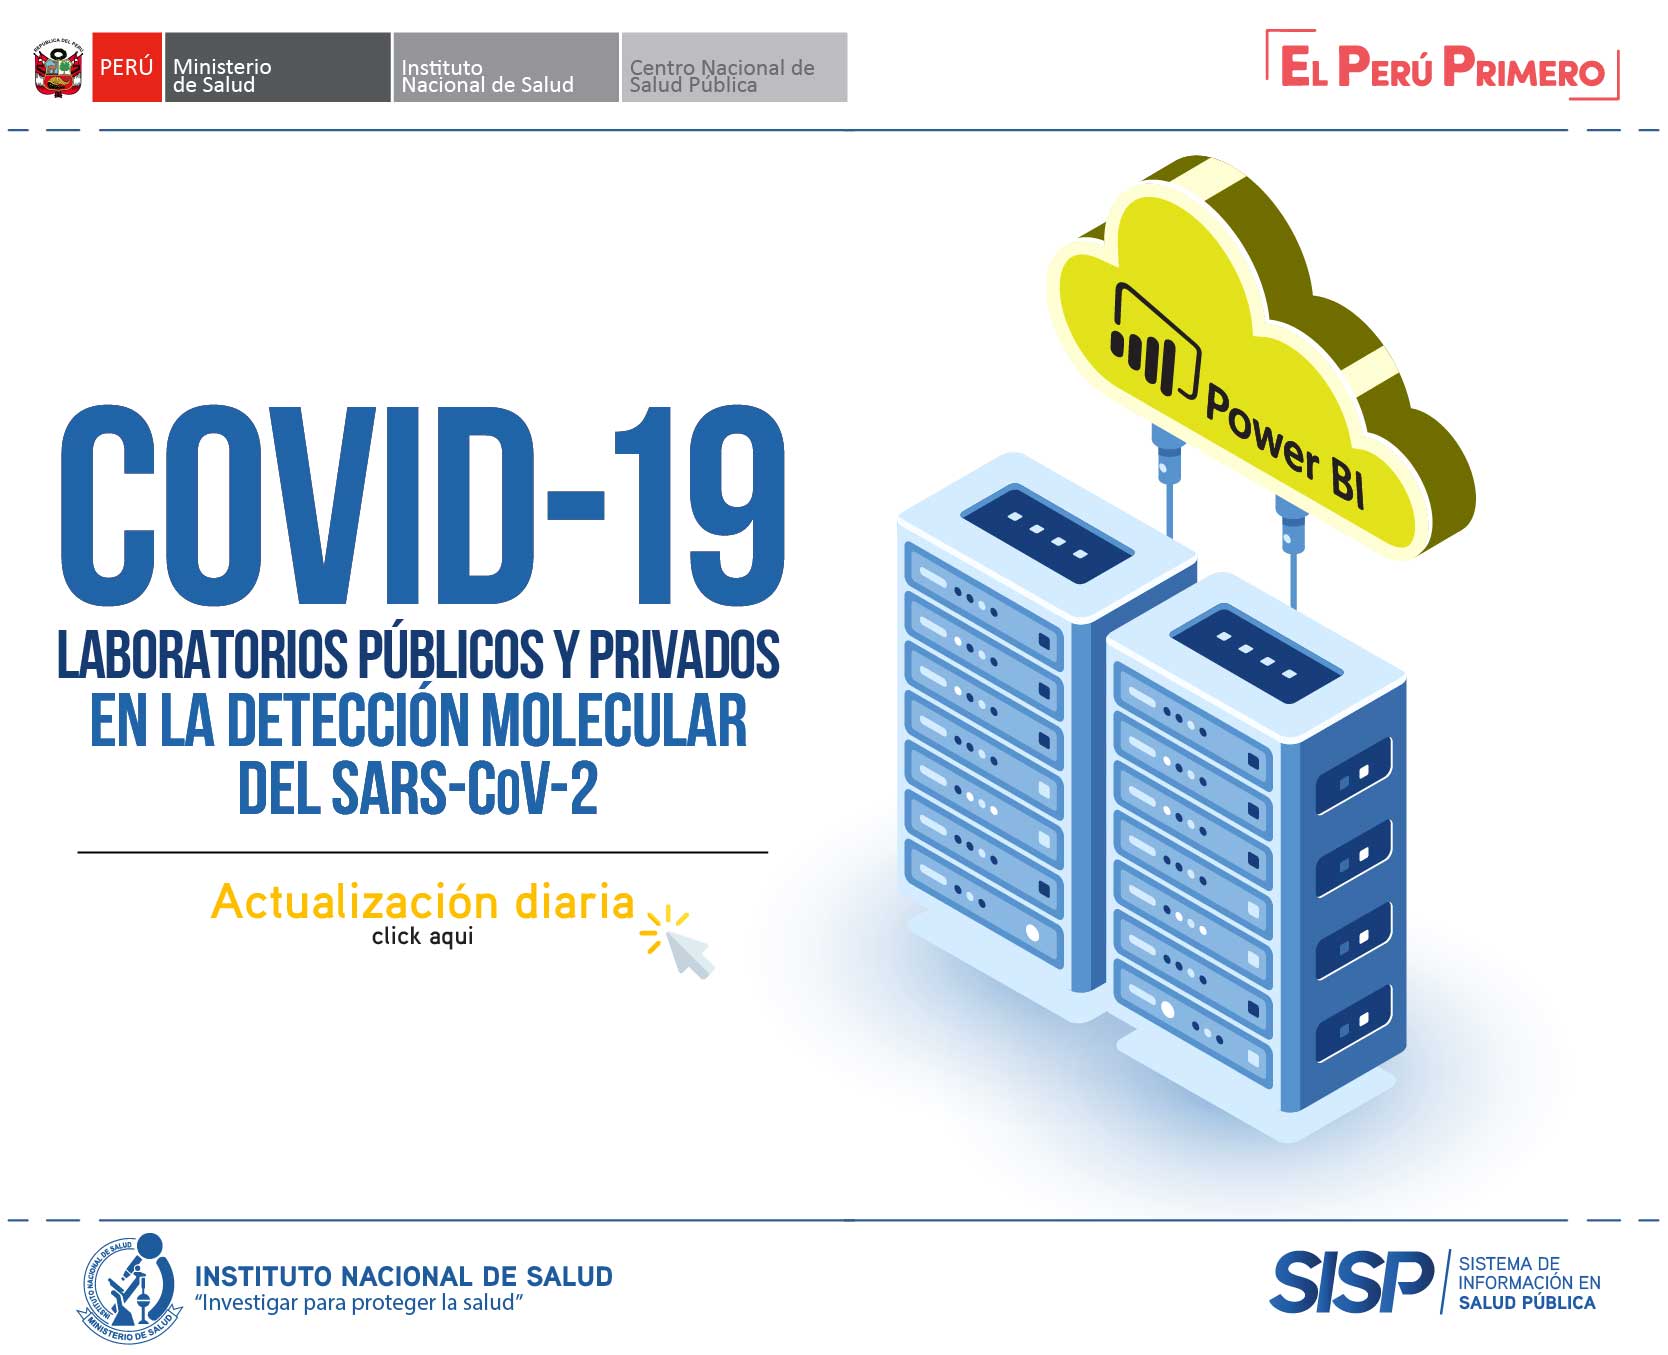 REPÚBLICA DEL PERÚ
PERÚ
Ministerio
de Salud
Instituto
Nacional de Salud
Centro Nacional de
Salud Pública
EL PERÚ PRIMERO
Power BI
COVID-19
LABORATORIOS PÚBLICOS Y PRIVADOS
EN LA DETECCIÓN MOLECULAR
DEL SARS-CoV-2
Actualización diaria
click aqui
INSTITUTO NACIONAL DE SALUD
MINISTERIO DE SALUD
INSTITUTO NACIONAL DE SALUD
“Investigar para proteger la salud”
SISP
SISTEMA DE
INFORMACIÓN EN
SALUD PÚBLICA